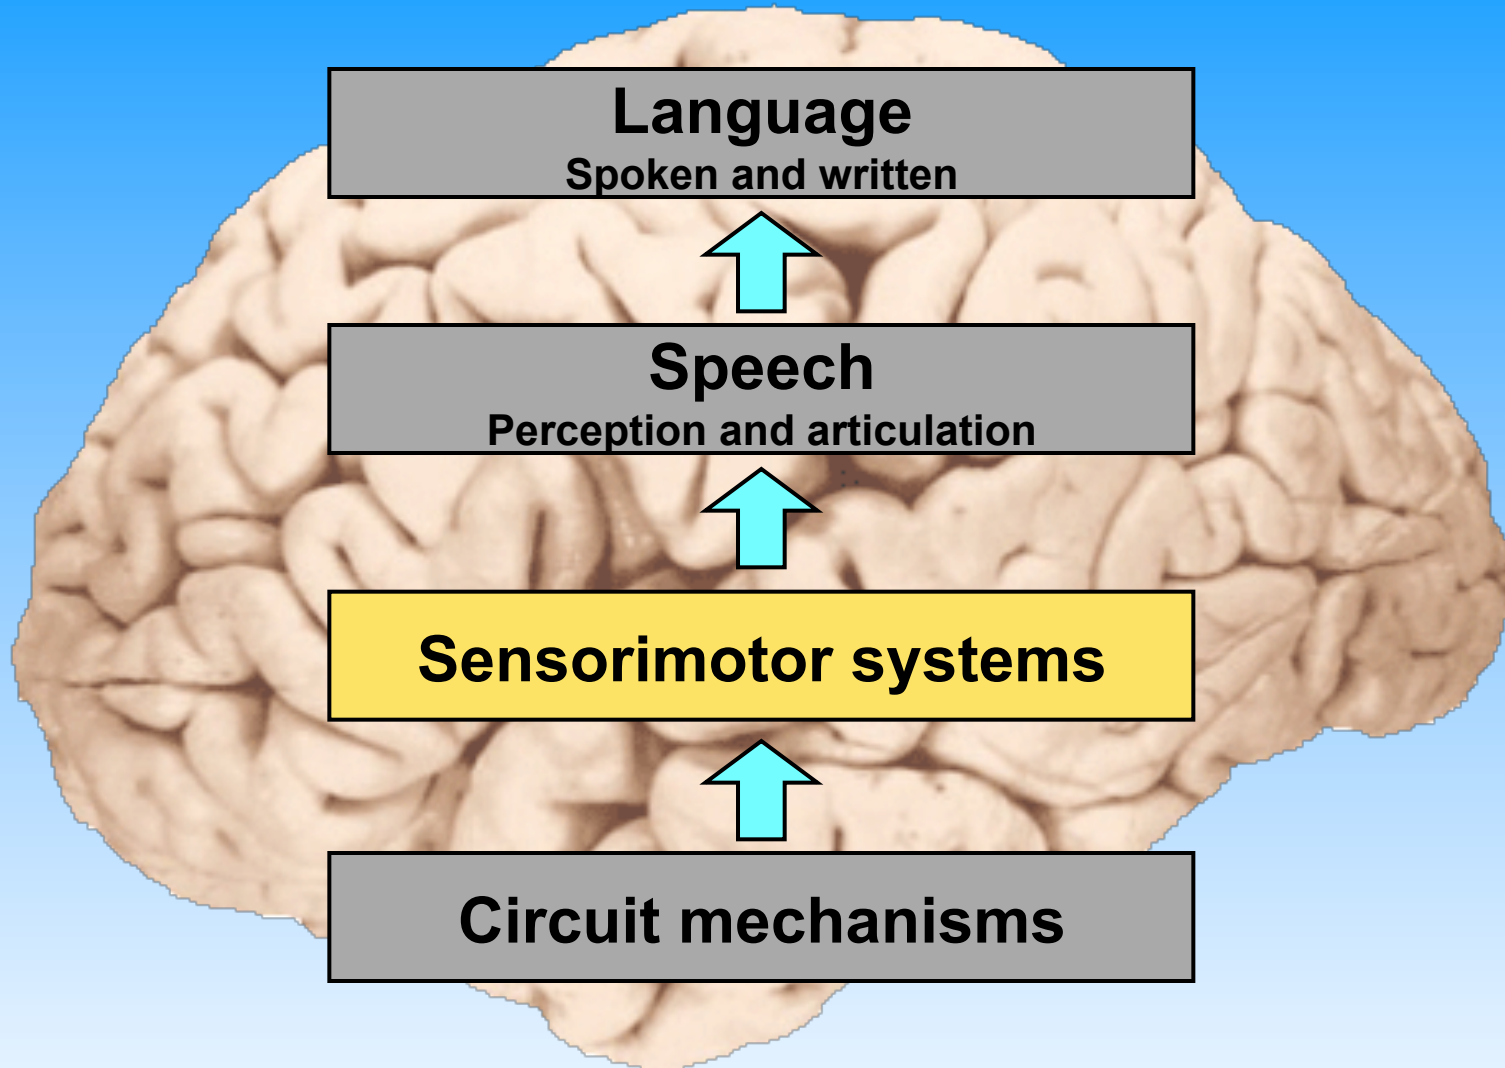 Language
Spoken and written
Speech
Perception and articulation
Sensorimotor systems
Circuit mechanisms